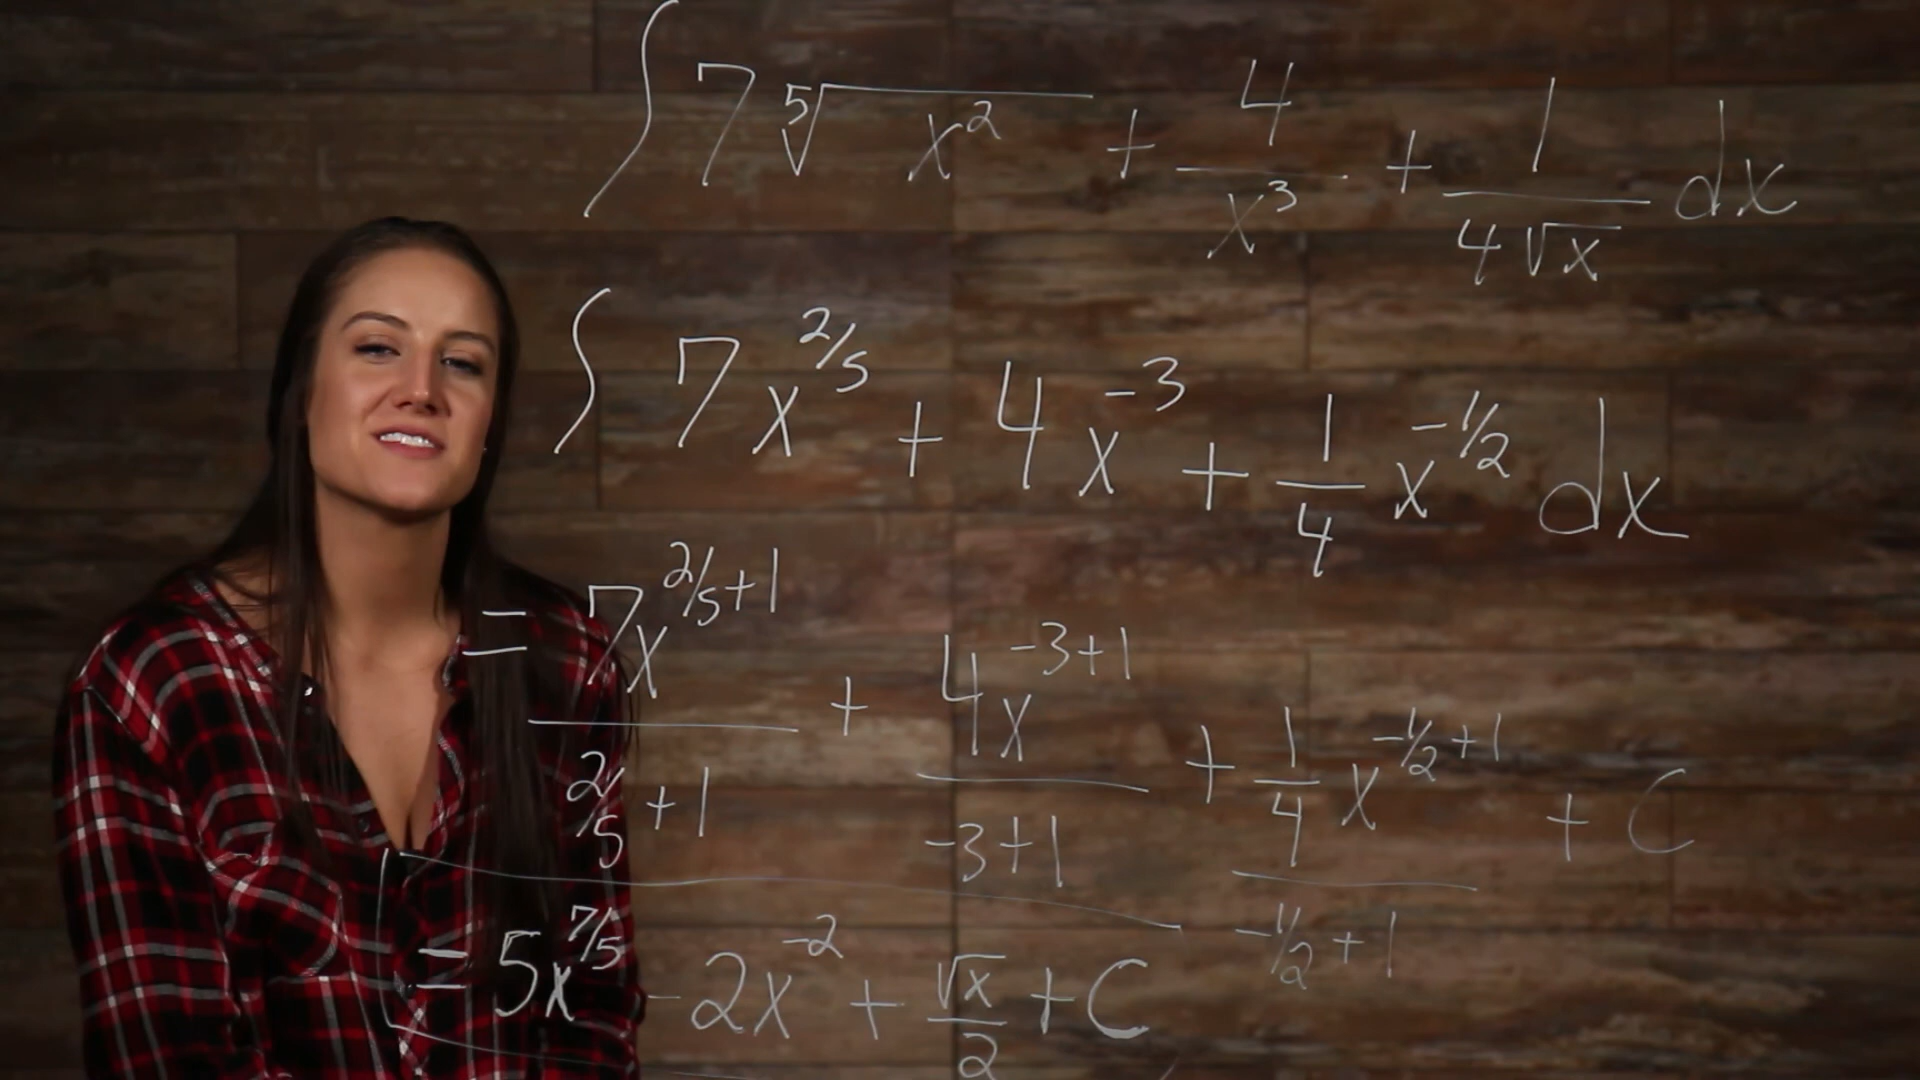 ∫ 7 ⁵√x² + 4/x³ + 1/(4√x) dx
∫ 7x^(2/5) + 4x^(-3) + 1/4 x^(-1/2) dx
= 7x^(2/5+1)/(2/5+1) + 4x^(-3+1)/(-3+1) + (1/4 x^(-1/2+1))/(-1/2+1) + C
= 5x^(7/5) - 2x^(-2) + √x/2 + C